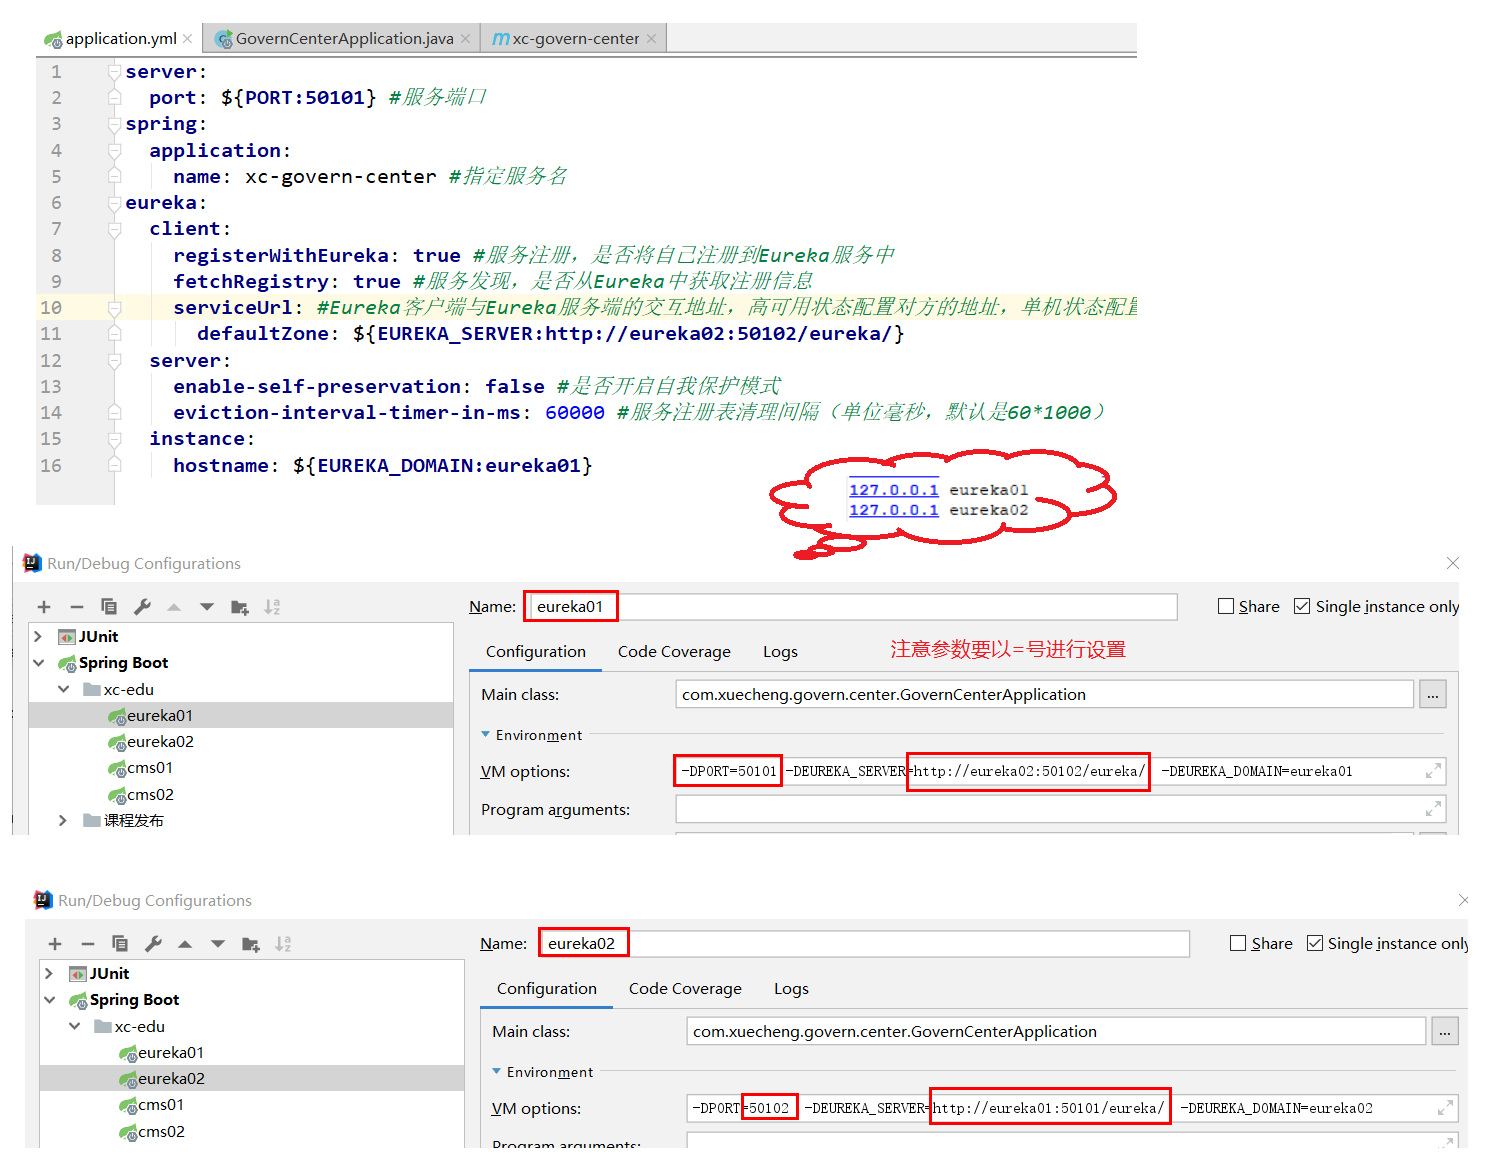 application.yml
GovernCenterApplication.java
xc-govern-center
1 server:
2 port: ${PORT:50101} #服务端口
3 spring:
4 application:
5 name: xc-govern-center #指定服务名
6 eureka:
7 client:
8 registerWithEureka: true #服务注册，是否将自己注册到Eureka服务中
9 fetchRegistry: true #服务发现，是否从Eureka中获取注册信息
10 serviceUrl: #Eureka客户端与Eureka服务端的交互地址，高可用状态配置对方的地址，单机状态配置
11 defaultZone: ${EUREKA_SERVER:http://eureka02:50102/eureka/}
12 server:
13 enable-self-preservation: false #是否开启自我保护模式
14 eviction-interval-timer-in-ms: 60000 #服务注册表清理间隔（单位毫秒，默认是60*1000）
15 instance:
16 hostname: ${EUREKA_DOMAIN:eureka01}
127.0.0.1 eureka01
127.0.0.1 eureka02
Run/Debug Configurations
Name: eureka01
Share
Single instance only
JUnit
Spring Boot
xc-edu
eureka01
eureka02
cms01
cms02
课程发布
Configuration
Code Coverage
Logs
注意参数要以=号进行设置
Main class: com.xuecheng.govern.center.GovernCenterApplication ...
Environment
VM options: -DPORT=50101 -DEUREKA_SERVER=http://eureka02:50102/eureka/ -DEUREKA_DOMAIN=eureka01
Program arguments:
Run/Debug Configurations
Name: eureka02
Share
Single instance only
JUnit
Spring Boot
xc-edu
eureka01
eureka02
cms01
cms02
Configuration
Code Coverage
Logs
Main class: com.xuecheng.govern.center.GovernCenterApplication ...
Environment
VM options: -DPORT=50102 -DEUREKA_SERVER=http://eureka01:50101/eureka/ -DEUREKA_DOMAIN=eureka02
Program arguments: